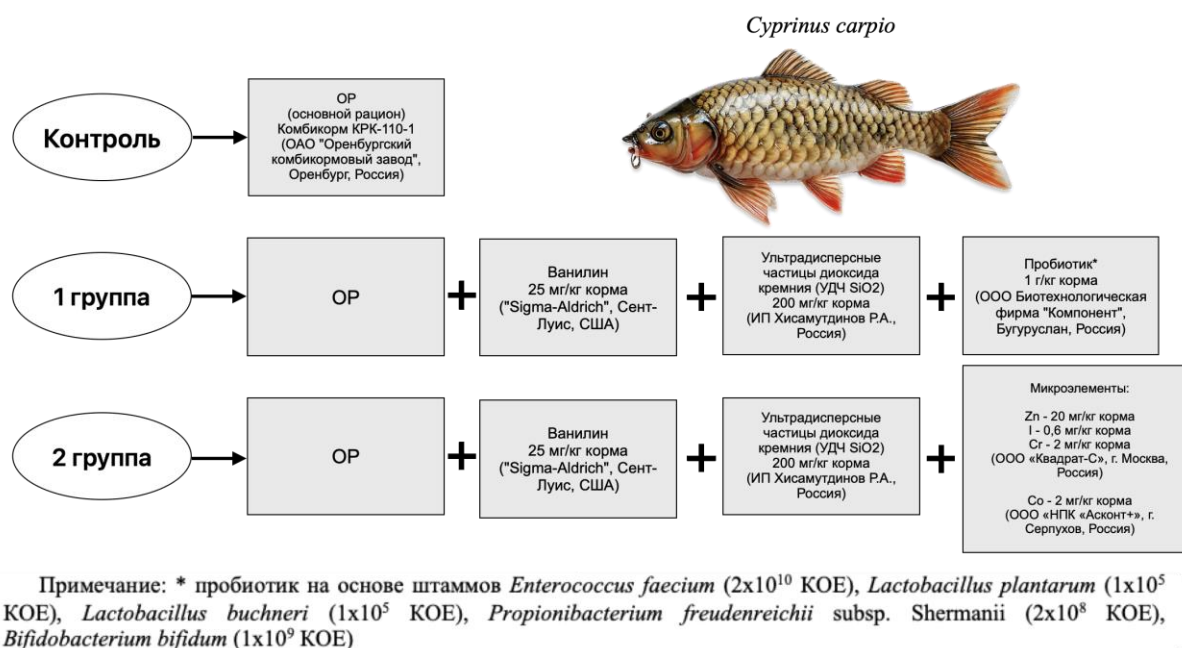 Cyprinus carpio
Контроль
ОР
(основной рацион)
Комбикорм КРК-110-1
(ОАО "Оренбургский
комбикормовый завод",
Оренбург, Россия)
1 группа
ОР
+
Ванилин
25 мг/кг корма
("Sigma-Aldrich", Сент-
Луис, США)
+
Ультрадисперсные
частицы диоксида
кремния (УДЧ SiO2)
200 мг/кг корма
(ИП Хисамутдинов Р.А.,
Россия)
+
Пробиотик*
1 г/кг корма
(ООО Биотехнологическая
фирма "Компонент",
Бугуруслан, Россия)
2 группа
ОР
+
Ванилин
25 мг/кг корма
("Sigma-Aldrich", Сент-
Луис, США)
+
Ультрадисперсные
частицы диоксида
кремния (УДЧ SiO2)
200 мг/кг корма
(ИП Хисамутдинов Р.А.,
Россия)
+
Микроэлементы:
Zn - 20 мг/кг корма
I - 0,6 мг/кг корма
Cr - 2 мг/кг корма
(ООО «Квадрат-С», г. Москва,
Россия)
Co - 2 мг/кг корма
(ООО «НПК «Асконт+», г.
Серпухов, Россия)
Примечание: * пробиотик на основе штаммов Enterococcus faecium (2x10¹⁰ КОЕ), Lactobacillus plantarum (1x10⁵
КОЕ), Lactobacillus buchneri (1x10⁵ КОЕ), Propionibacterium freudenreichii subsp. Shermanii (2x10⁸ КОЕ),
Bifidobacterium bifidum (1x10⁹ КОЕ)